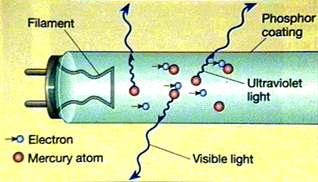 Filament
Phosphor
coating
Ultraviolet
light
Electron
Mercury atom
Visible light